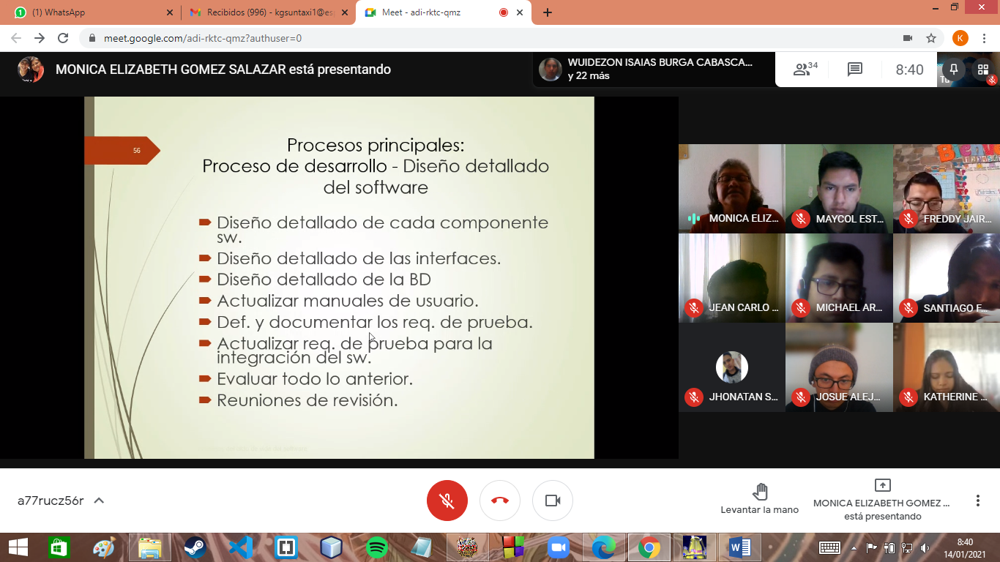 (1) WhatsApp
Recibidos (996) - kgsuntaxi1@es
Meet - adi-rktc-qmz
meet.google.com/adi-rktc-qmz?authuser=0
K
MONICA ELIZABETH GOMEZ SALAZAR está presentando
WUIDEZON ISAIAS BURGA CABASCA...
y 22 más
34
8:40
Tú
56
Procesos principales:
Proceso de desarrollo - Diseño detallado
del software
Diseño detallado de cada componente
sw.
Diseño detallado de las interfaces.
Diseño detallado de la BD
Actualizar manuales de usuario.
Def. y documentar los req. de prueba.
Actualizar req. de prueba para la
integración del sw.
Evaluar todo lo anterior.
Reuniones de revisión.
MONICA ELIZ...
MAYCOL EST...
FREDDY JAIR...
JEAN CARLO ...
MICHAEL AR...
SANTIAGO F...
JHONATAN S...
JOSUE ALEJ...
KATHERINE ...
a77rucz56r
Levantar la mano
MONICA ELIZABETH GOMEZ ...
está presentando
8:40
14/01/2021